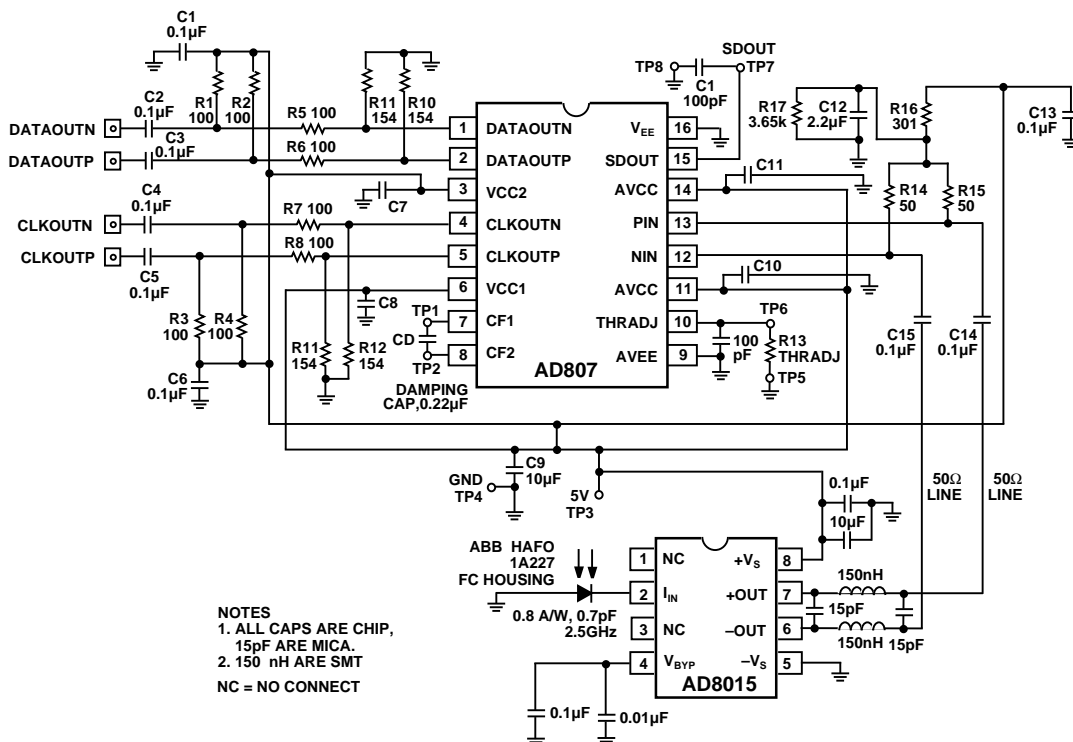 C1
0.1µF
C2
0.1µF
DATAOUTN
C3
0.1µF
DATAOUTP
R1
100
R2
100
R5 100
R6 100
R11
154
R10
154
C4
0.1µF
CLKOUTN
CLKOUTP
C5
0.1µF
R7 100
R8 100
C7
R3
100
R4
100
C6
0.1µF
R11
154
R12
154
C8
TP1
CD
TP2
DAMPING
CAP,0.22µF
1 DATAOUTN
2 DATAOUTP
3 VCC2
4 CLKOUTN
5 CLKOUTP
6 VCC1
7 CF1
8 CF2
VEE 16
SDOUT 15
AVCC 14
PIN 13
NIN 12
AVCC 11
THRADJ 10
AVEE 9
AD807
SDOUT
TP8
TP7
C1
100pF
R17
3.65k
C12
2.2µF
R16
301
C13
0.1µF
C11
R14
50
R15
50
C10
TP6
100
pF
R13
THRADJ
TP5
C15
0.1µF
C14
0.1µF
50Ω
LINE
50Ω
LINE
C9
10µF
GND
TP4
5V
TP3
0.1µF
10µF
ABB HAFO
1A227
FC HOUSING
0.8 A/W, 0.7pF
2.5GHz
1 NC
2 IIN
3 NC
4 VBYP
+VS 8
+OUT 7
–OUT 6
–VS 5
AD8015
150nH
15pF
150nH
15pF
0.1µF
0.01µF
NOTES
1. ALL CAPS ARE CHIP,
15pF ARE MICA.
2. 150 nH ARE SMT
NC = NO CONNECT